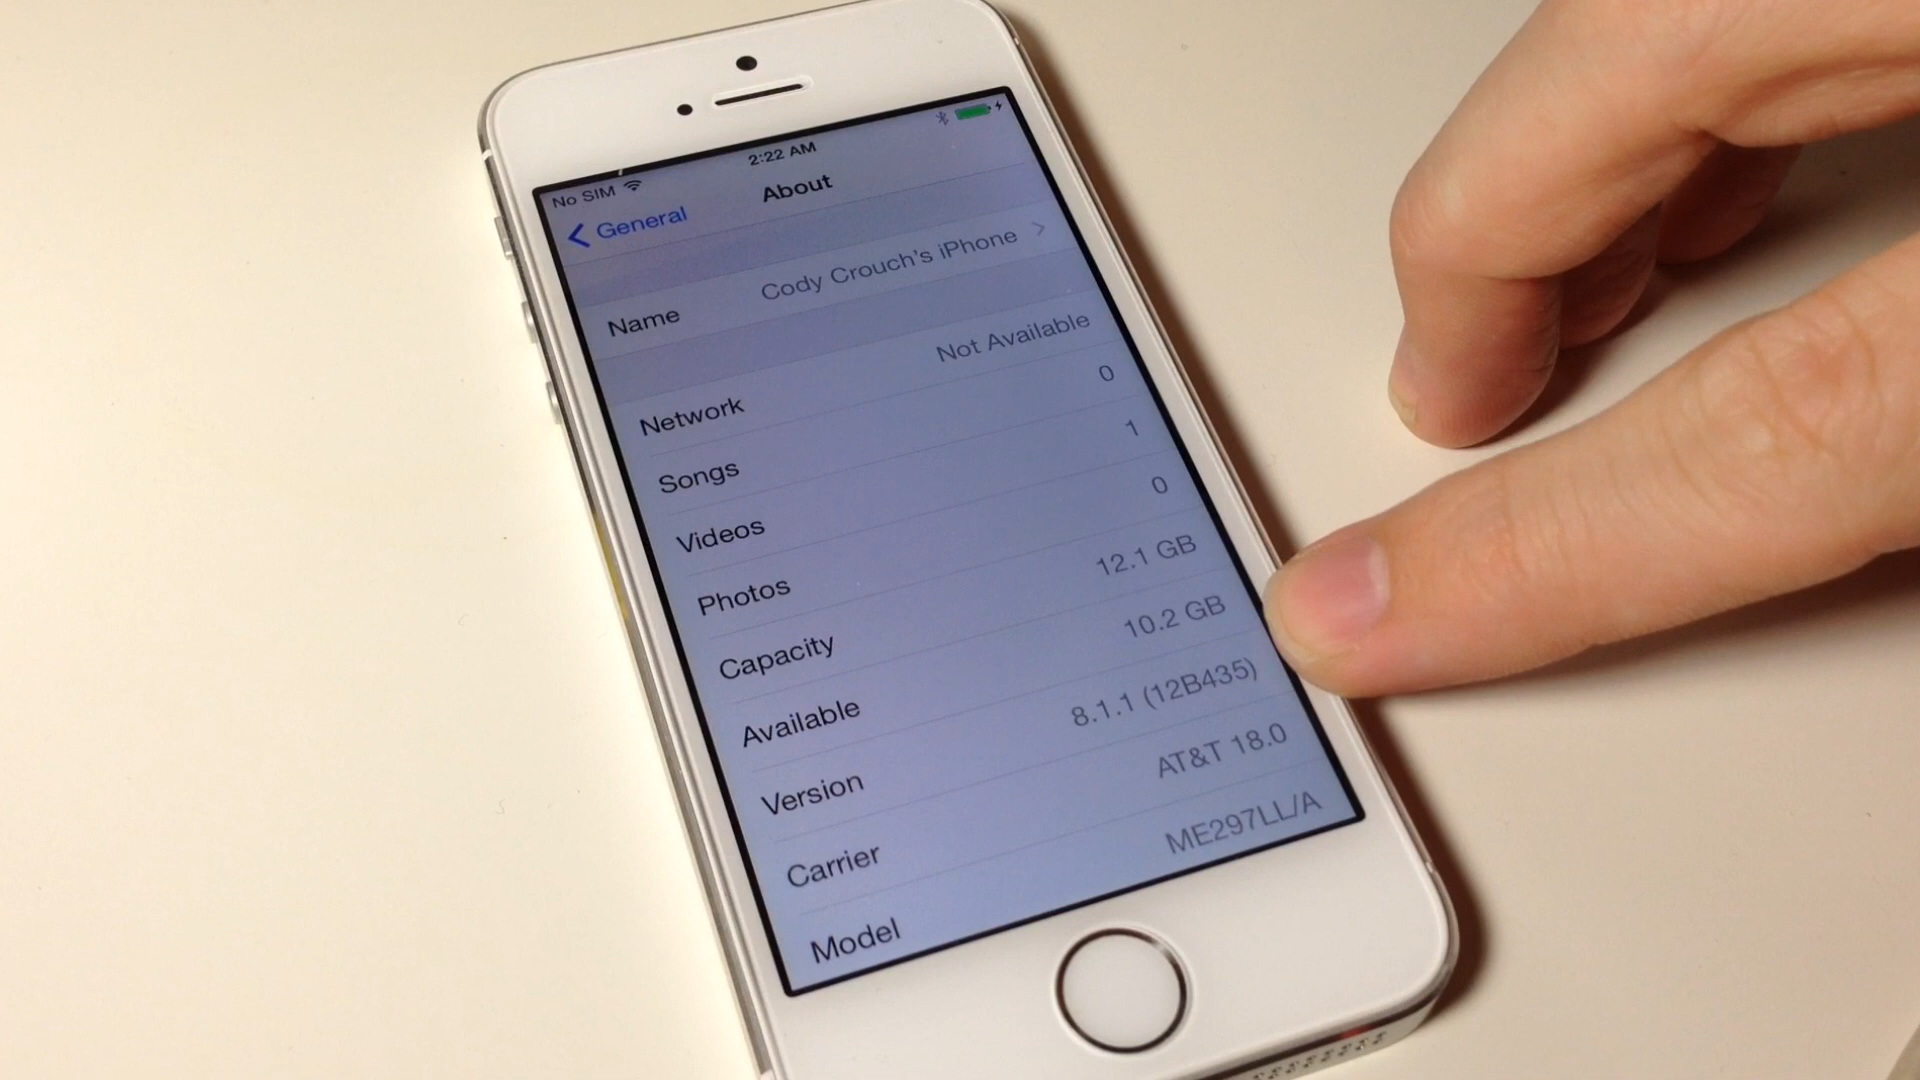 No SIM 2:22 AM
General About
Name Cody Crouch's iPhone
Network Not Available
Songs 0
Videos 1
Photos 0
Capacity 12.1 GB
Available 10.2 GB
Version 8.1.1 (12B435)
Carrier AT&T 18.0
Model ME297LL/A